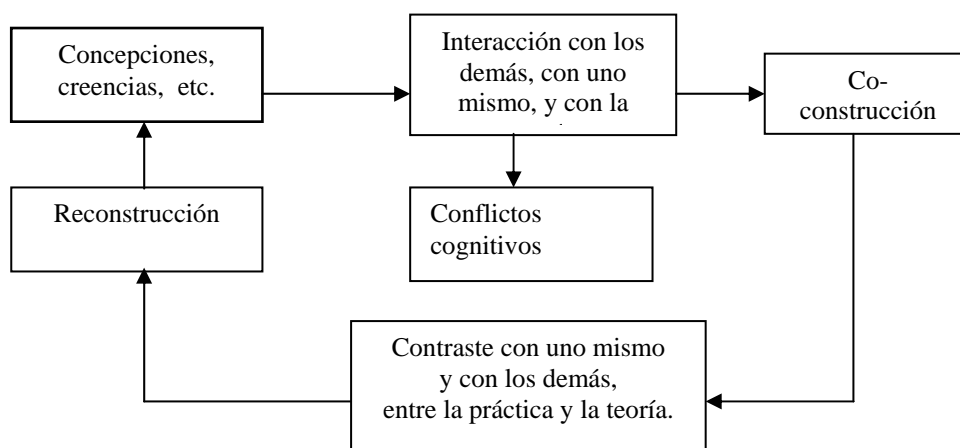 Concepciones,
creencias, etc.
Interacción con los
demás, con uno
mismo, y con la
Co-
construcción
Reconstrucción
Conflictos
cognitivos
Contraste con uno mismo
y con los demás,
entre la práctica y la teoría.